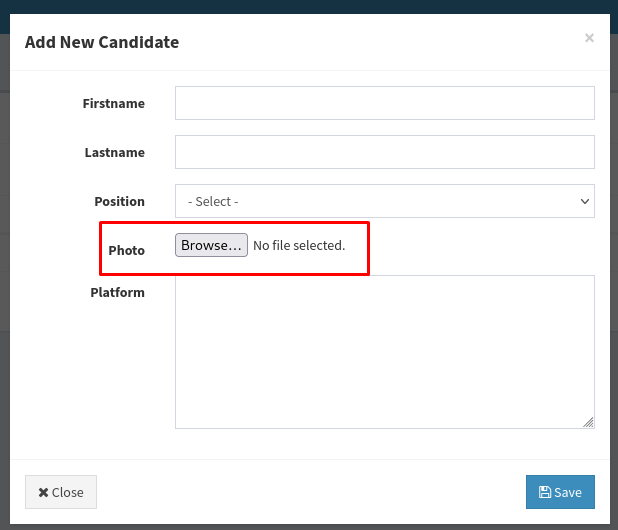 Add New Candidate ×
Firstname
Lastname
Position - Select -
Photo Browse... No file selected.
Platform
✖ Close Save